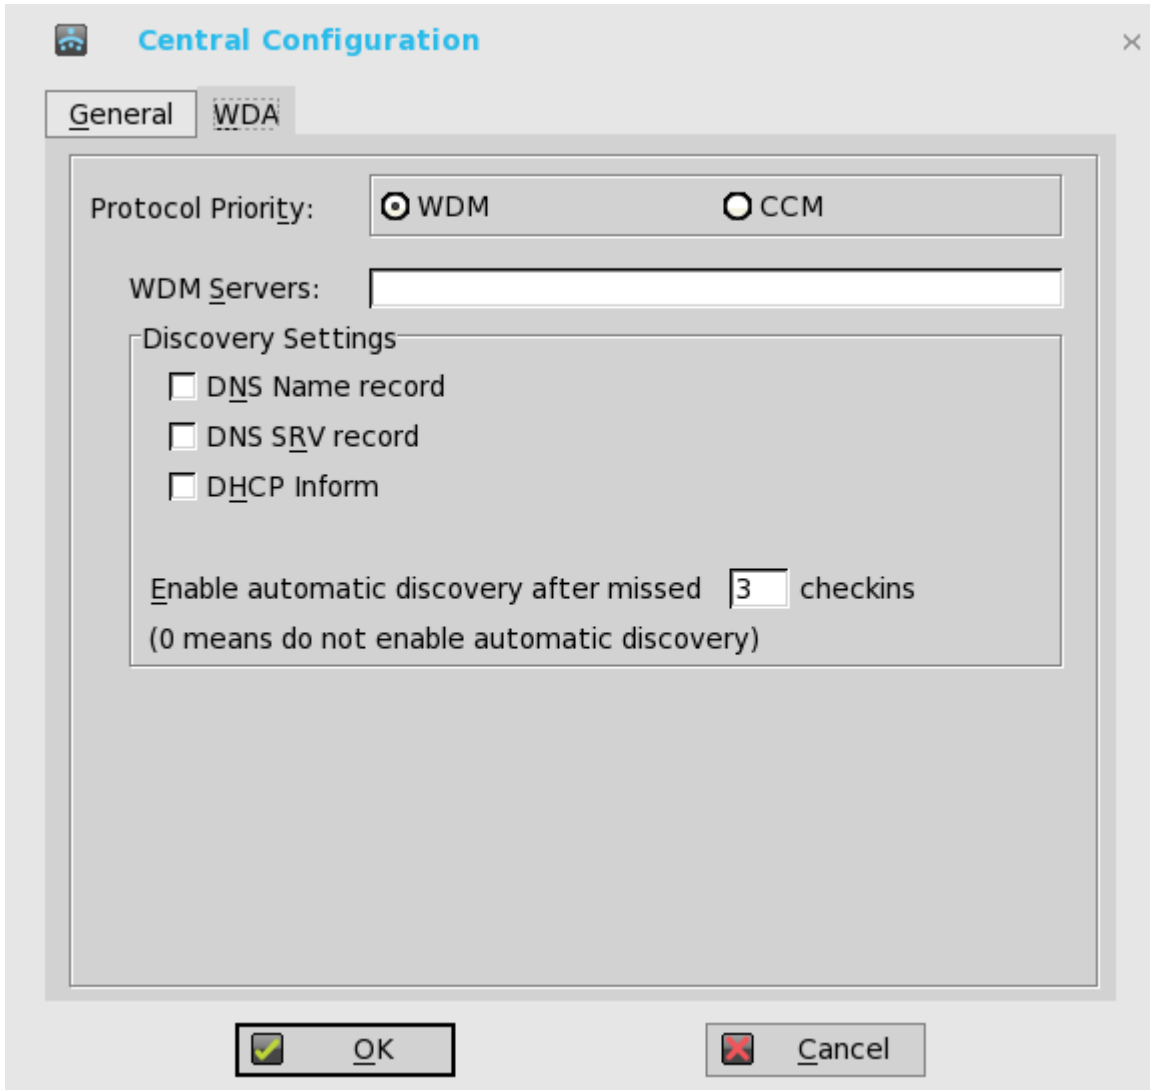 Central Configuration
General WDA
Protocol Priority: WDM CCM
WDM Servers:
Discovery Settings
DNS Name record
DNS SRV record
DHCP Inform
Enable automatic discovery after missed 3 checkins
(0 means do not enable automatic discovery)
OK Cancel